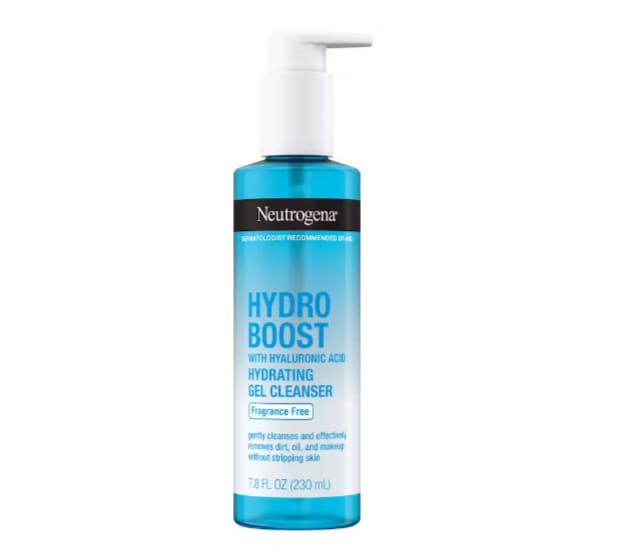 Neutrogena®
DERMATOLOGIST RECOMMENDED BRAND
HYDRO
BOOST
WITH HYALURONIC ACID
HYDRATING
GEL CLEANSER
Fragrance Free
gently cleanses and effectively
removes dirt, oil, and makeup
without stripping skin
7.8 FL OZ (230 mL)